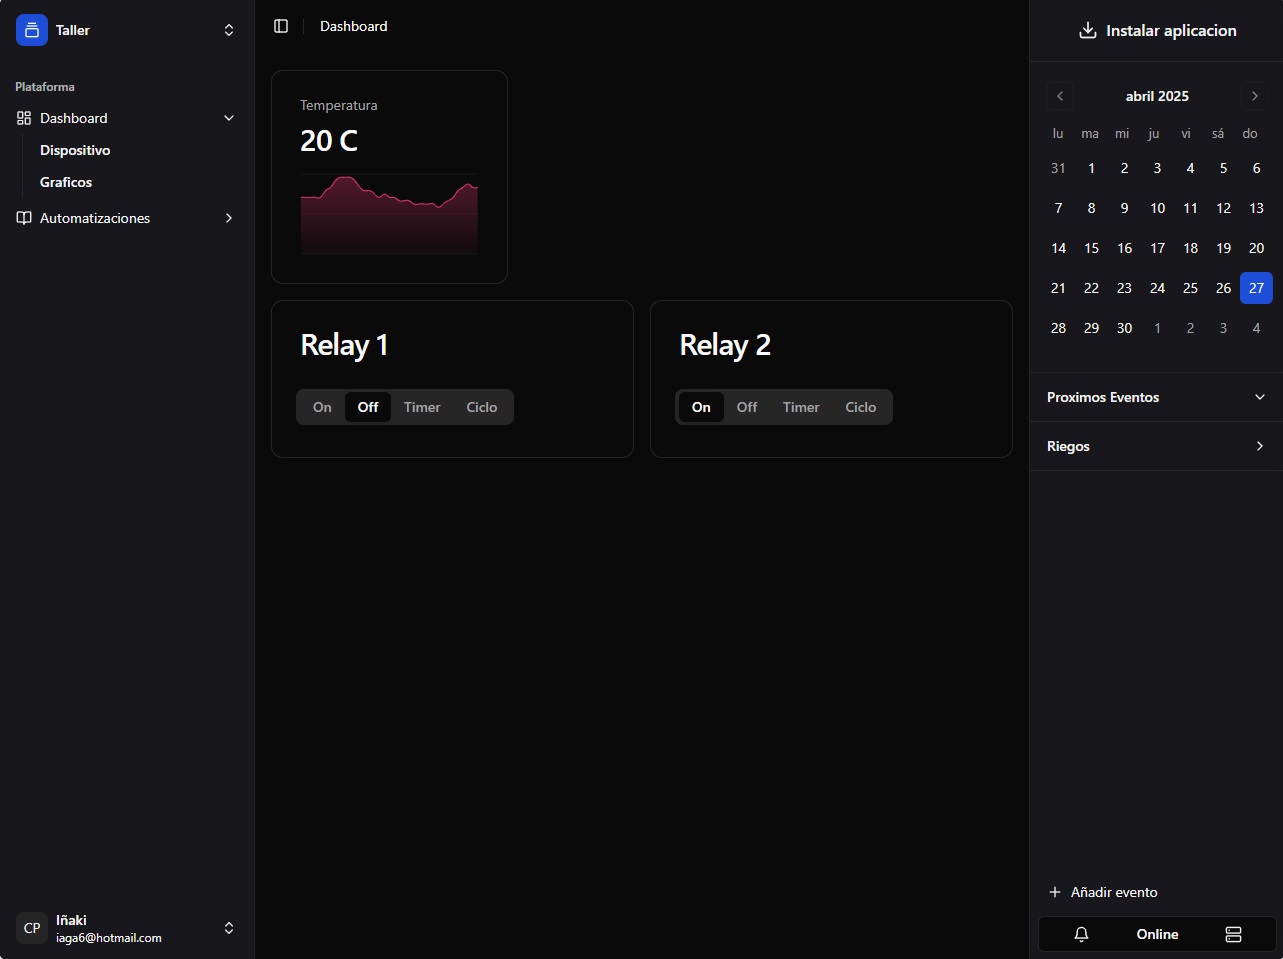 Taller
Plataforma
Dashboard
Dispositivo
Graficos
Automatizaciones
Iñaki
CP
iaga6@hotmail.com
Dashboard
Temperatura
20 C
Relay 1
On Off Timer Ciclo
Relay 2
On Off Timer Ciclo
Instalar aplicacion
abril 2025
lu ma mi ju vi sá do
31 1 2 3 4 5 6
7 8 9 10 11 12 13
14 15 16 17 18 19 20
21 22 23 24 25 26 27
28 29 30 1 2 3 4
Proximos Eventos
Riegos
Añadir evento
Online